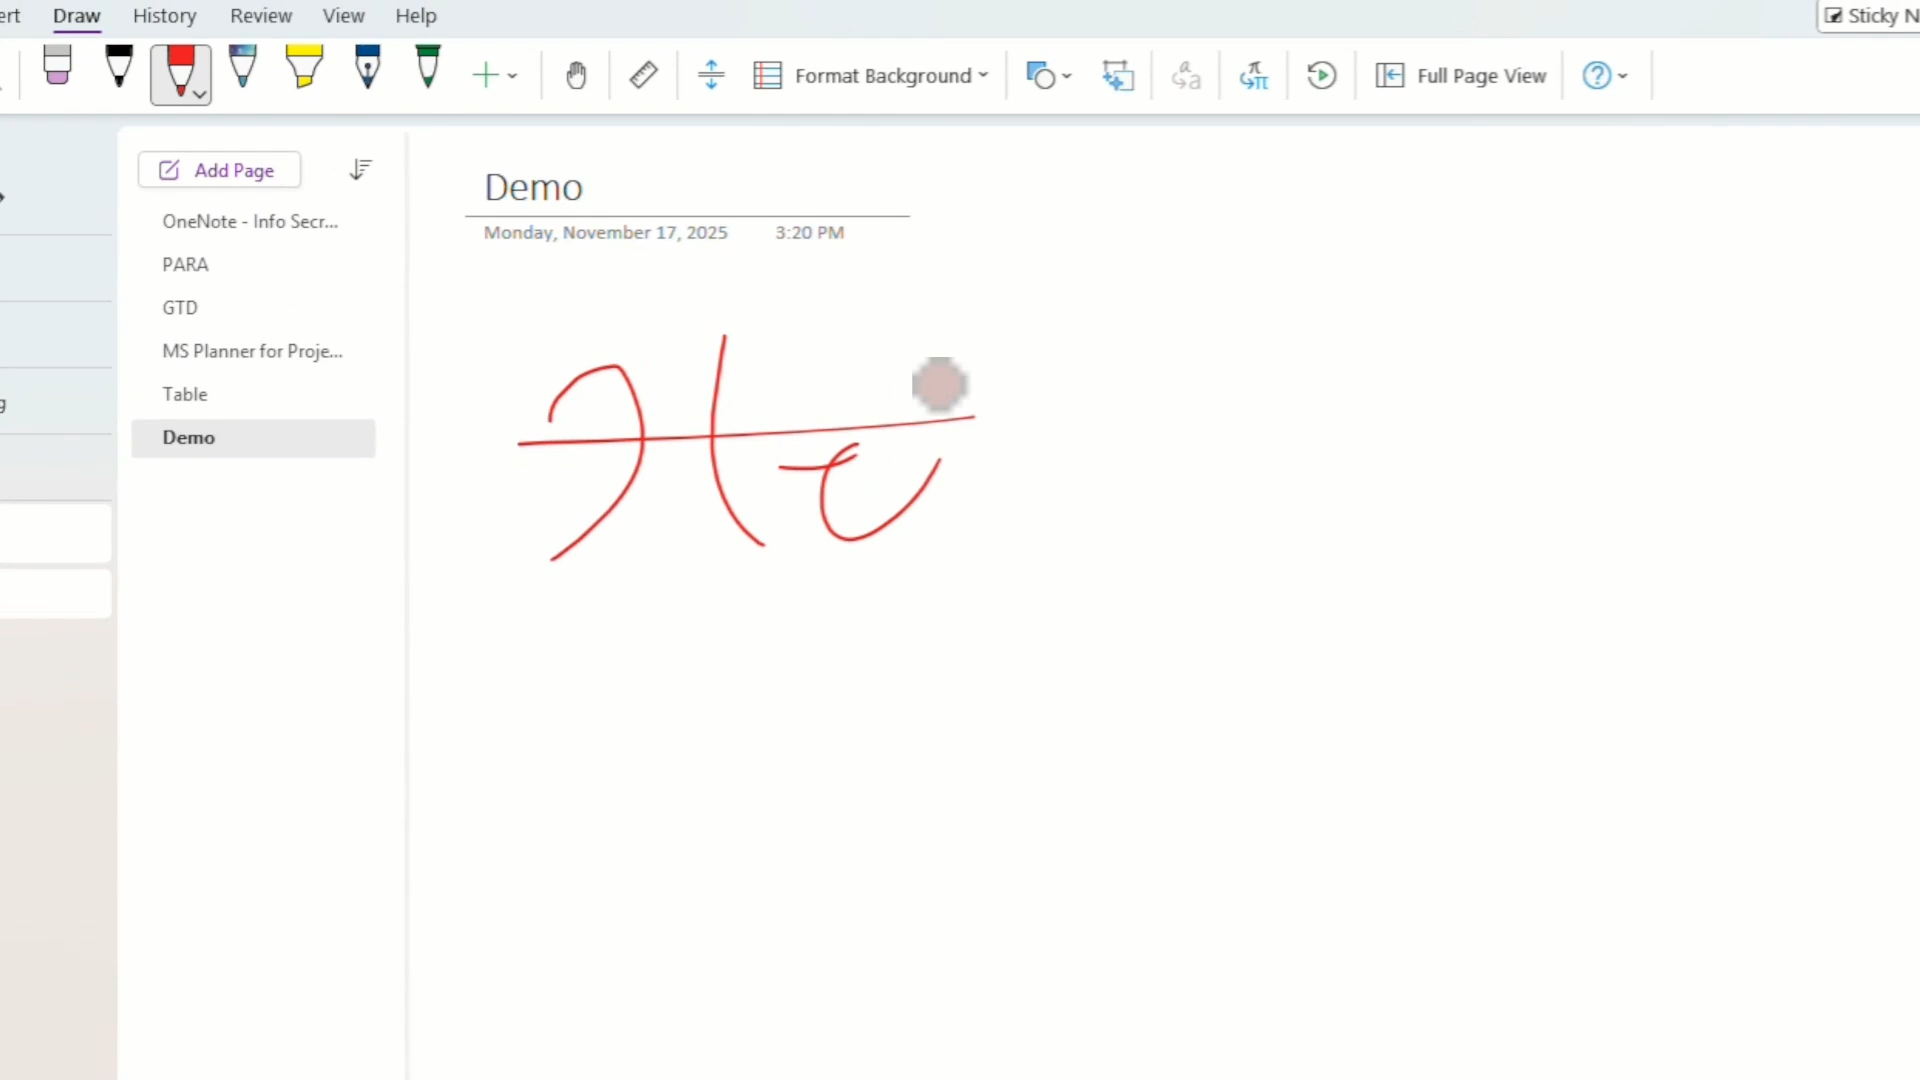 Draw History Review View Help Sticky
Format Background Full Page View
Add Page
OneNote - Info Secr...
PARA
GTD
MS Planner for Proje...
Table
Demo
Demo
Monday, November 17, 2025 3:20 PM